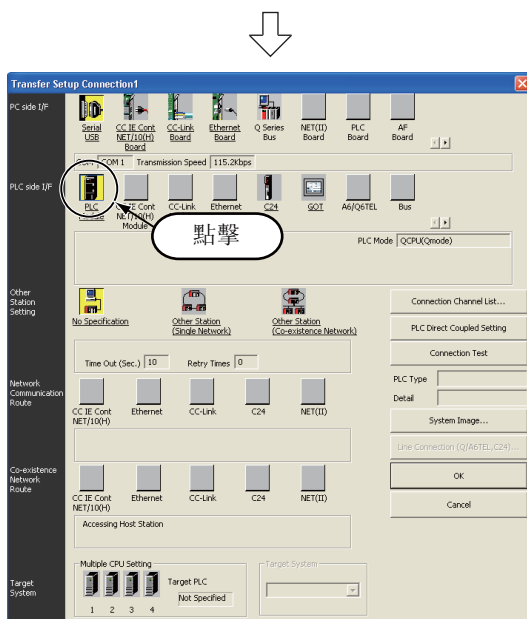 Transfer Setup Connection1
PC side I/F
Serial USB
CC IE Cont NET/10(H) Board
CC-Link Board
Ethernet Board
Q Series Bus
NET(II) Board
PLC Board
AF Board
COM 1
Transmission Speed 115.2Kbps
PLC side I/F
PLC
NET/10(H) Module
CC-Link
Ethernet
C24
GOT
A6/Q6TEL
Bus
點擊
PLC Mode QCPU(Qmode)
Other Station Setting
No Specification
Other Station (Single Network)
Other Station (Co-existence Network)
Time Out (Sec.) 10
Retry Times 0
Connection Channel List...
PLC Direct Coupled Setting
Connection Test
PLC Type
Detail
System Image...
Line Connection (Q/A6TEL,C24)...
OK
Cancel
Network Communication Route
CC IE Cont NET/10(H)
Ethernet
CC-Link
C24
NET(II)
Co-existence Network Route
CC IE Cont NET/10(H)
Ethernet
CC-Link
C24
NET(II)
Accessing Host Station
Target System
Multiple CPU Setting
1 2 3 4
Target PLC
Not Specified
Target System